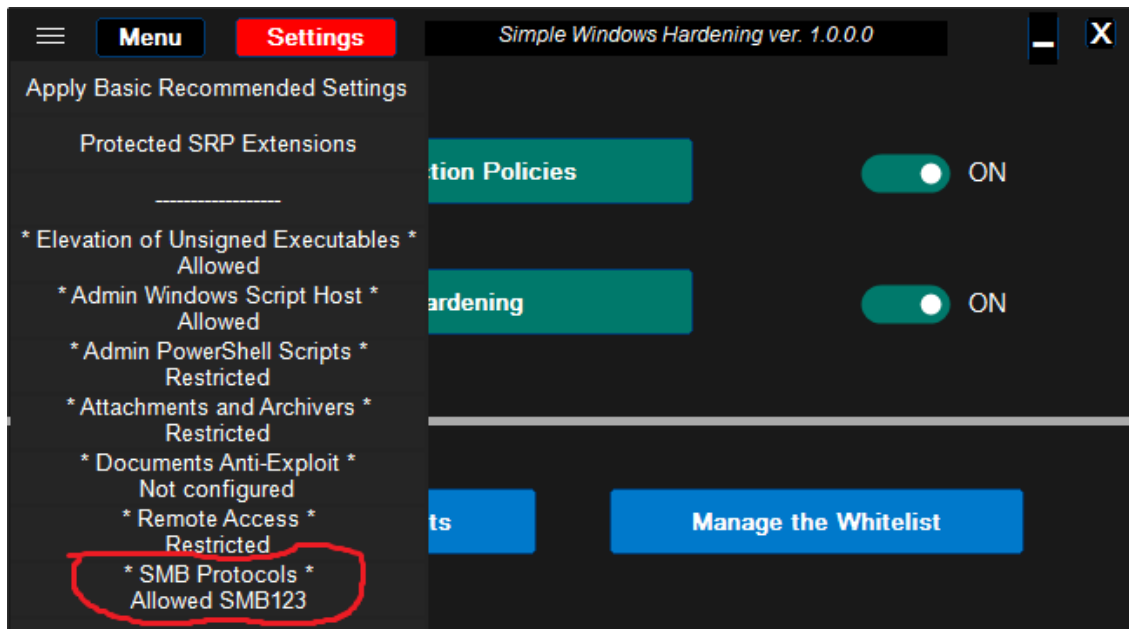 Menu
Settings
Simple Windows Hardening ver. 1.0.0.0
X
Apply Basic Recommended Settings
Protected SRP Extensions
------------------
* Elevation of Unsigned Executables *
Allowed
* Admin Windows Script Host *
Allowed
* Admin PowerShell Scripts *
Restricted
* Attachments and Archivers *
Restricted
* Documents Anti-Exploit *
Not configured
* Remote Access *
Restricted
* SMB Protocols *
Allowed SMB123
tion Policies
ON
ardening
ON
ts
Manage the Whitelist